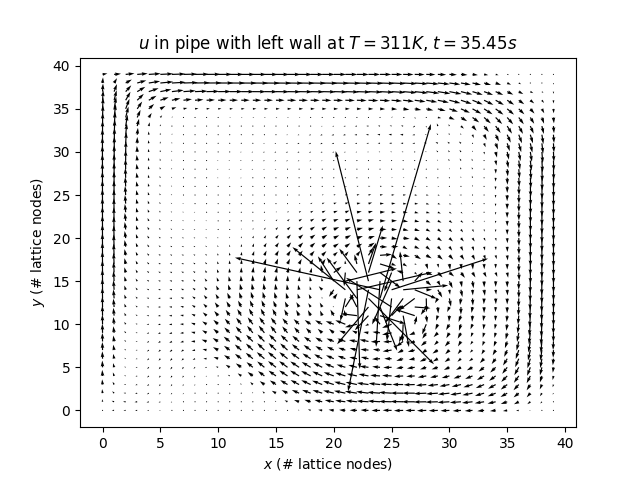 u in pipe with left wall at T = 311K, t = 35.45s
40
35
30
25
20
15
10
5
0
y (# lattice nodes)
0 5 10 15 20 25 30 35 40
x (# lattice nodes)